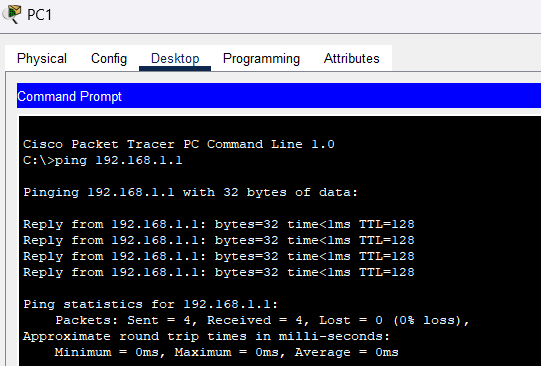 PC1
Physical Config Desktop Programming Attributes
Command Prompt
Cisco Packet Tracer PC Command Line 1.0
C:\>ping 192.168.1.1
Pinging 192.168.1.1 with 32 bytes of data:
Reply from 192.168.1.1: bytes=32 time<1ms TTL=128
Reply from 192.168.1.1: bytes=32 time<1ms TTL=128
Reply from 192.168.1.1: bytes=32 time<1ms TTL=128
Reply from 192.168.1.1: bytes=32 time<1ms TTL=128
Ping statistics for 192.168.1.1:
Packets: Sent = 4, Received = 4, Lost = 0 (0% loss),
Approximate round trip times in milli-seconds:
Minimum = 0ms, Maximum = 0ms, Average = 0ms